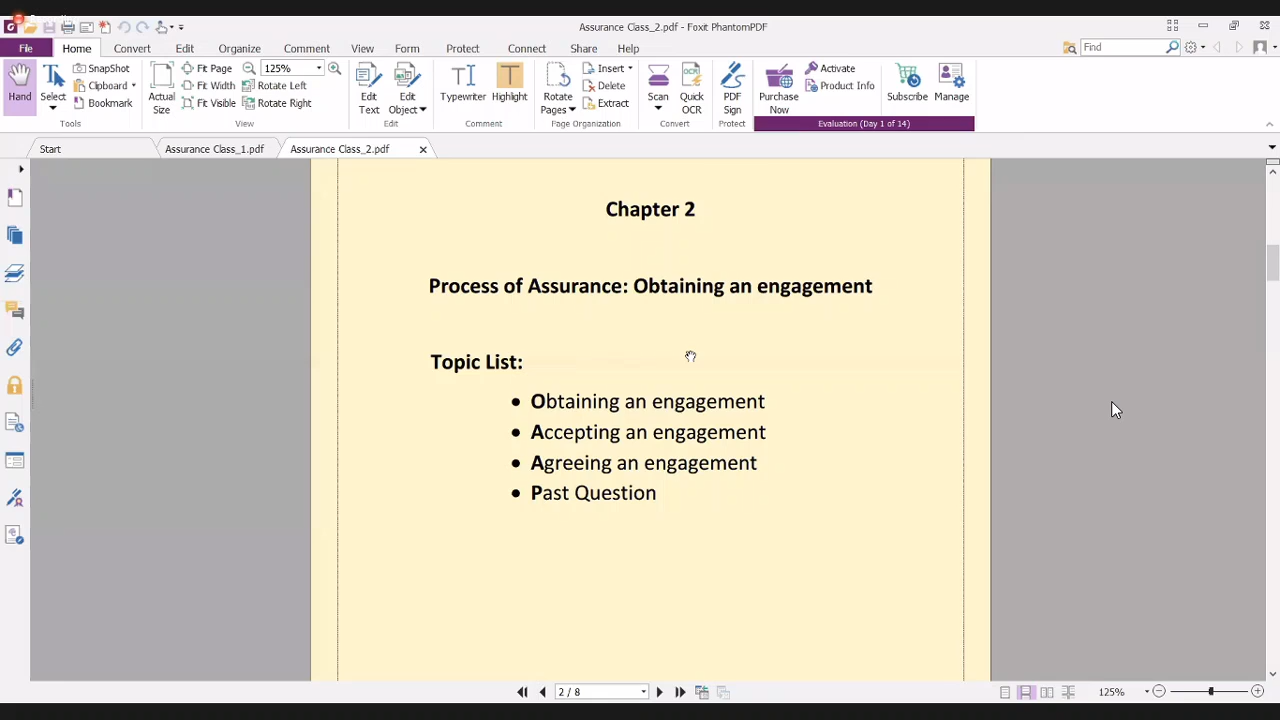 Assurance Class_2.pdf - Foxit PhantomPDF
File Home Convert Edit Organize Comment View Form Protect Connect Share Help Find
Hand
Select
SnapShot
Clipboard
Bookmark
Tools
Actual Size
Fit Page
Fit Width
Fit Visible
125%
Rotate Left
Rotate Right
View
Edit Text
Edit Object
Edit
Typewriter
Highlight
Comment
Rotate Pages
Insert
Delete
Extract
Page Organization
Scan
Quick OCR
Convert
PDF Sign
Protect
Purchase Now
Activate
Product Info
Subscribe
Manage
Evaluation (Day 1 of 14)
Start Assurance Class_1.pdf Assurance Class_2.pdf
Chapter 2
Process of Assurance: Obtaining an engagement
Topic List:
• Obtaining an engagement
• Accepting an engagement
• Agreeing an engagement
• Past Question
2 / 8
125%